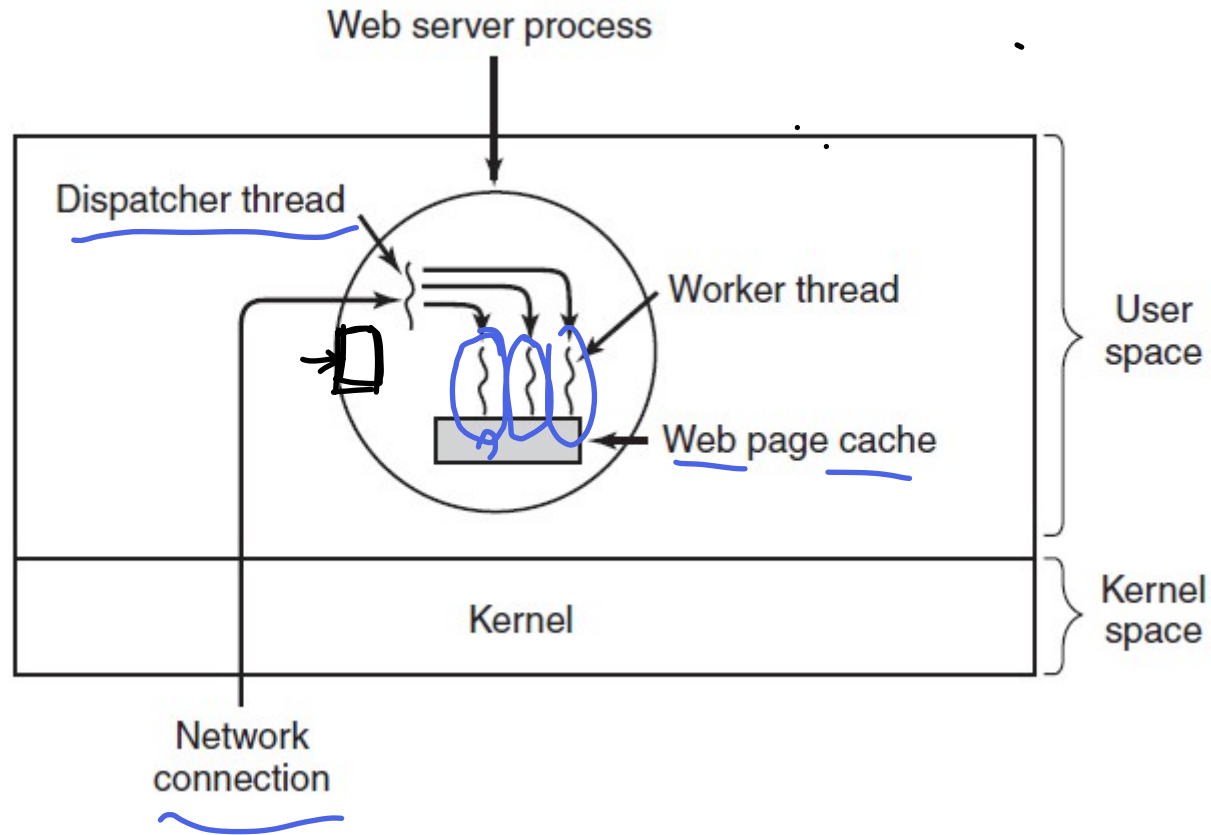 Web server process
Dispatcher thread
Worker thread
User
space
Web page cache
Kernel
Kernel
space
Network
connection